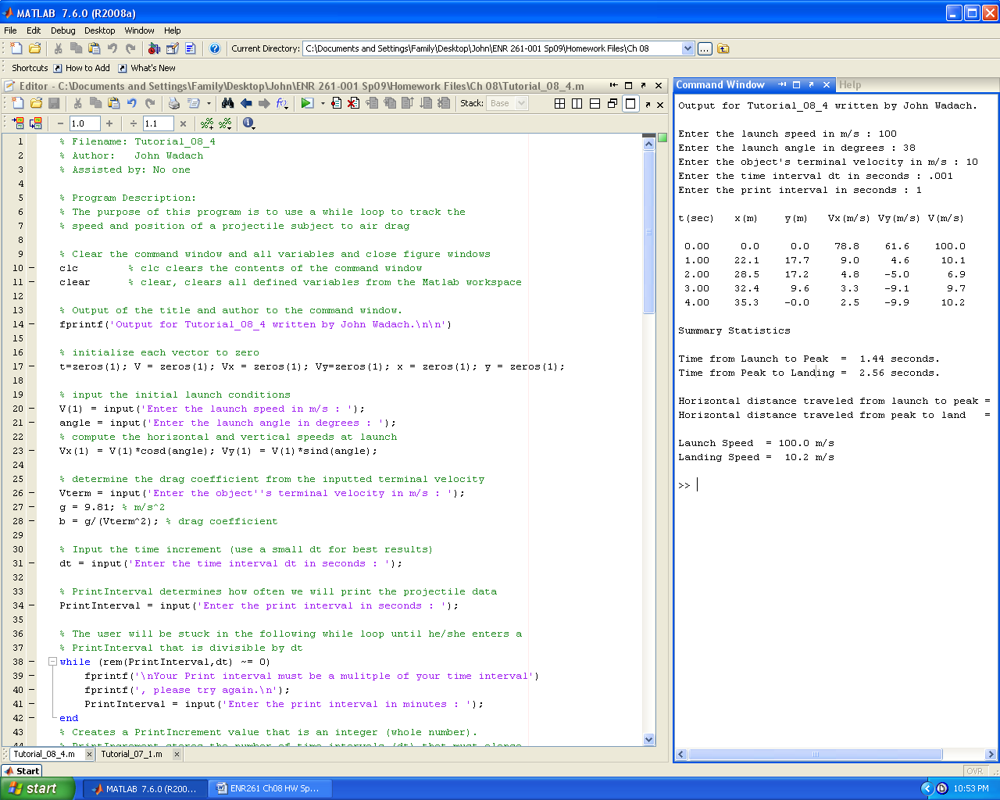 MATLAB 7.6.0 (R2008a)
File Edit Debug Desktop Window Help
Current Directory: C:\Documents and Settings\Family\Desktop\John\ENR 261-001 Sp09\Homework Files\Ch 08
Shortcuts How to Add What's New
Editor - C:\Documents and Settings\Family\Desktop\John\ENR 261-001 Sp09\Homework Files\Ch 08\Tutorial_08_4.m
Stack: Base
1.0 1.1
1 % Filename: Tutorial_08_4
2 % Author:   John Wadach
3 % Assisted by: No one
4
5 % Program Description:
6 % The purpose of this program is to use a while loop to track the
7 % speed and position of a projectile subject to air drag
8
9 % Clear the command window and all variables and close figure windows
10 – clc        % clc clears the contents of the command window
11 – clear      % clear, clears all defined variables from the Matlab workspace
12
13 % Output of the title and author to the command window.
14 – fprintf('Output for Tutorial_08_4 written by John Wadach.\n\n')
15
16 % initialize each vector to zero
17 – t=zeros(1); V = zeros(1); Vx = zeros(1); Vy=zeros(1); x = zeros(1); y = zeros(1);
18
19 % input the initial launch conditions
20 – V(1) = input('Enter the launch speed in m/s : ');
21 – angle = input('Enter the launch angle in degrees : ');
22 % compute the horizontal and vertical speeds at launch
23 – Vx(1) = V(1)*cosd(angle); Vy(1) = V(1)*sind(angle);
24
25 % determine the drag coefficient from the inputted terminal velocity
26 – Vterm = input('Enter the object''s terminal velocity in m/s : ');
27 – g = 9.81; % m/s^2
28 – b = g/(Vterm^2); % drag coefficient
29
30 % Input the time increment (use a small dt for best results)
31 – dt = input('Enter the time interval dt in seconds : ');
32
33 % PrintInterval determines how often we will print the projectile data
34 – PrintInterval = input('Enter the print interval in seconds : ');
35
36 % The user will be stuck in the following while loop until he/she enters a
37 % PrintInterval that is divisible by dt
38 – while (rem(PrintInterval,dt) ~= 0)
39 – fprintf('\nYour Print interval must be a mulitple of your time interval')
40 – fprintf(', please try again.\n');
41 – PrintInterval = input('Enter the print interval in minutes : ');
42 – end
43 % Creates a PrintIncrement value that is an integer (whole number).
44 % PrintIncrement stores the number of time intervals (dt) that must elapse
Tutorial_08_4.m Tutorial_07_1.m
Command Window Help
Output for Tutorial_08_4 written by John Wadach.
Enter the launch speed in m/s : 100
Enter the launch angle in degrees : 38
Enter the object's terminal velocity in m/s : 10
Enter the time interval dt in seconds : .001
Enter the print interval in seconds : 1
t(sec) x(m) y(m) Vx(m/s) Vy(m/s) V(m/s)
0.00 0.0 0.0 78.8 61.6 100.0
1.00 22.1 17.7 9.0 4.6 10.1
2.00 28.5 17.2 4.8 -5.0 6.9
3.00 32.4 9.6 3.3 -9.1 9.7
4.00 35.3 -0.0 2.5 -9.9 10.2
Summary Statistics
Time from Launch to Peak  =  1.44 seconds.
Time from Peak to Landing =  2.56 seconds.
Horizontal distance traveled from launch to peak =
Horizontal distance traveled from peak to land   =
Launch Speed  = 100.0 m/s
Landing Speed =  10.2 m/s
>>
Start OVR
start MATLAB 7.6.0 (R200... ENR261 Ch08 HW Sp... 10:53 PM